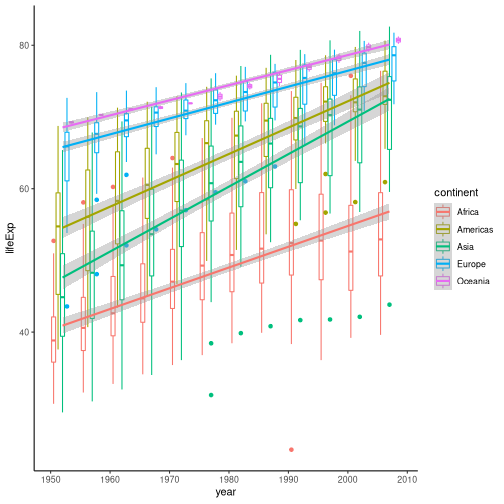 80
60
40
lifeExp
1950
1960
1970
1980
1990
2000
2010
year
continent
Africa
Americas
Asia
Europe
Oceania